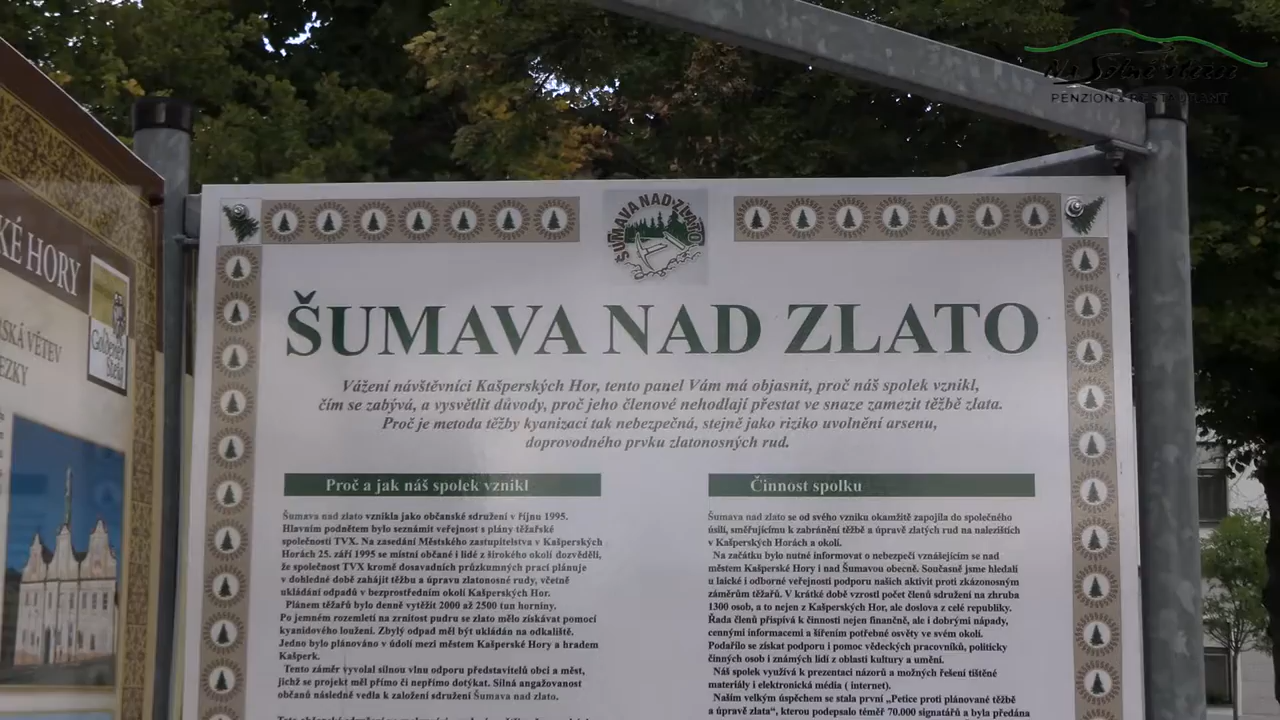 Na Solné stezce
PENZION & RESTAURANT
KÉ HORY
RSKÁ VĚTEV
EZKY
Goldener Steig
ŠUMAVA NAD ZLATO
ŠUMAVA NAD ZLATO
Vážení návštěvníci Kašperských Hor, tento panel Vám má objasnit, proč náš spolek vznikl,
čím se zabývá, a vysvětlit důvody, proč jeho členové nehodlají přestat ve snaze zamezit těžbě zlata.
Proč je metoda těžby kyanizací tak nebezpečná, stejně jako riziko uvolnění arsenu,
doprovodného prvku zlatonosných rud.
Proč a jak náš spolek vznikl
Šumava nad zlato vznikla jako občanské sdružení v říjnu 1995.
Hlavním podnětem bylo seznámit veřejnost s plány těžařské
společnosti TVX. Na zasedání Městského zastupitelstva v Kašperských
Horách 25. září 1995 se místní občané i lidé z širokého okolí dozvěděli,
že společnost TVX kromě dosavadních průzkumných prací plánuje
v dohledné době zahájit těžbu a úpravu zlatonosné rudy, včetně
ukládání odpadů v bezprostředním okolí Kašperských Hor.
Plánem těžařů bylo denně vytěžit 2000 až 2500 tun horniny.
Po jemném rozemletí na zrnitost pudru se zlato mělo získávat pomocí
kyanidového loužení. Zbylý odpad měl být ukládán na odkaliště.
Jedno bylo plánováno v údolí mezi městem Kašperské Hory a hradem
Kašperk.
Tento záměr vyvolal silnou vlnu odporu představitelů obcí a měst,
jichž se projekt měl přímo či nepřímo dotýkat. Silná angažovanost
občanů následně vedla k založení sdružení Šumava nad zlato.
Činnost spolku
Šumava nad zlato se od svého vzniku okamžitě zapojila do společného
úsilí, směřujícímu k zabránění těžbě a úpravě zlatých rud na nalezištích
v Kašperských Horách a okolí.
Na začátku bylo nutné informovat o nebezpečí vznášejícím se nad
městem Kašperské Hory i nad Šumavou obecně. Současně jsme hledali
u laické i odborné veřejnosti podporu našich aktivit proti zkázonosným
záměrům těžařů. V krátké době vzrostl počet členů sdružení na zhruba
1300 osob, a to nejen z Kašperských Hor, ale doslova z celé republiky.
Řada členů přispívá k činnosti nejen finančně, ale i dobrými nápady,
cennými informacemi a šířením potřebné osvěty ve svém okolí.
Podařilo se získat podporu i pomoc vědeckých pracovníků, politicky
činných osob i známých lidí z oblasti kultury a umění.
Náš spolek využívá k prezentaci názorů a možných řešení tištěné
materiály i elektronická média ( internet).
Naším velkým úspěchem se stala první „Petice proti plánované těžbě
a úpravě zlata“, kterou podepsalo téměř 70.000 signatářů a byla předána